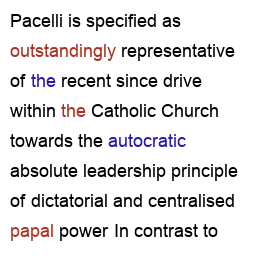 Pacelli is specified as
outstandingly representative
of the recent since drive
within the Catholic Church
towards the autocratic
absolute leadership principle
of dictatorial and centralised
papal power In contrast to